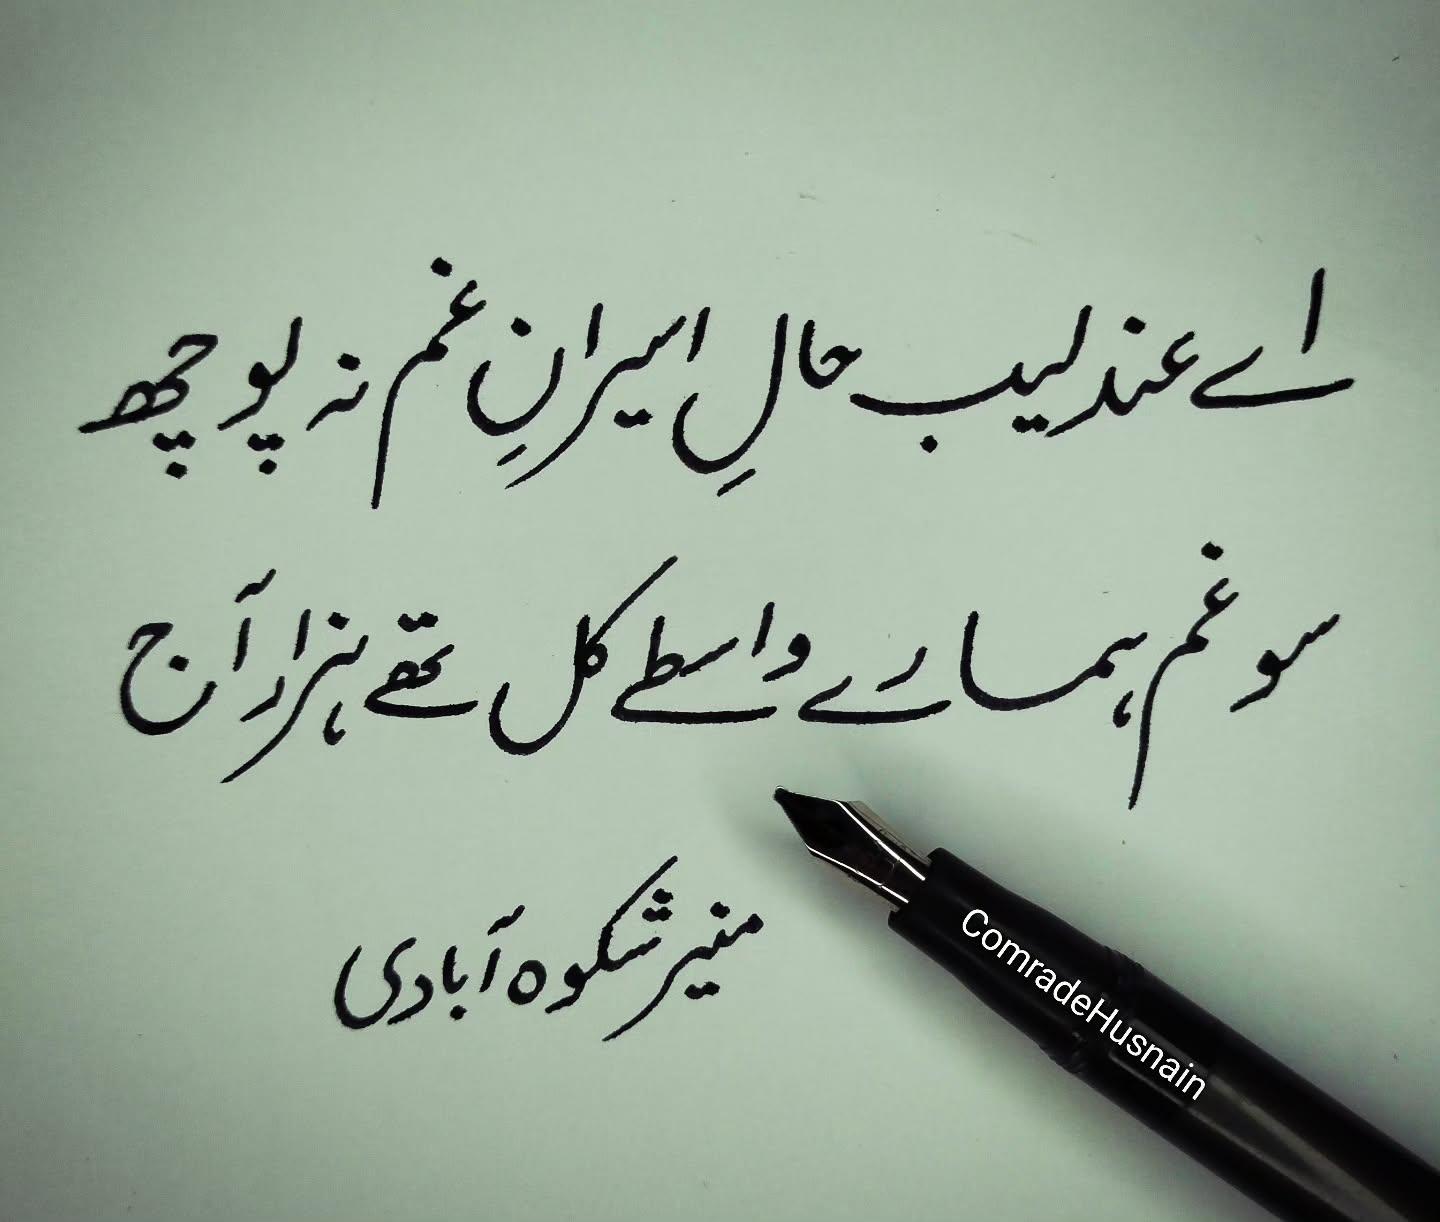 اے عندلیب حالِ اسیرانِ غم نہ پوچھ
سو غم ہمارے واسطے کل تھے ہزار آج
منیر شکوہ آبادی
ComradeHusnain